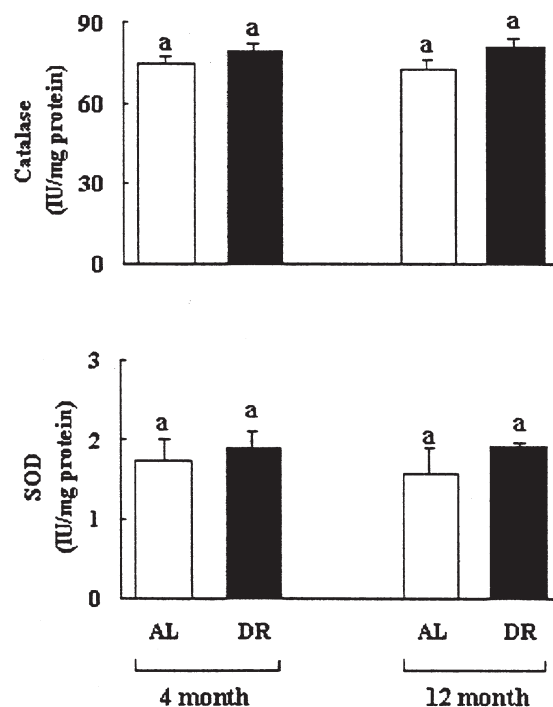 90
60
30
0
Catalase
(IU/mg protein)
a a a a
3
2
1
0
SOD
(IU/mg protein)
a a a a
AL DR AL DR
4 month 12 month